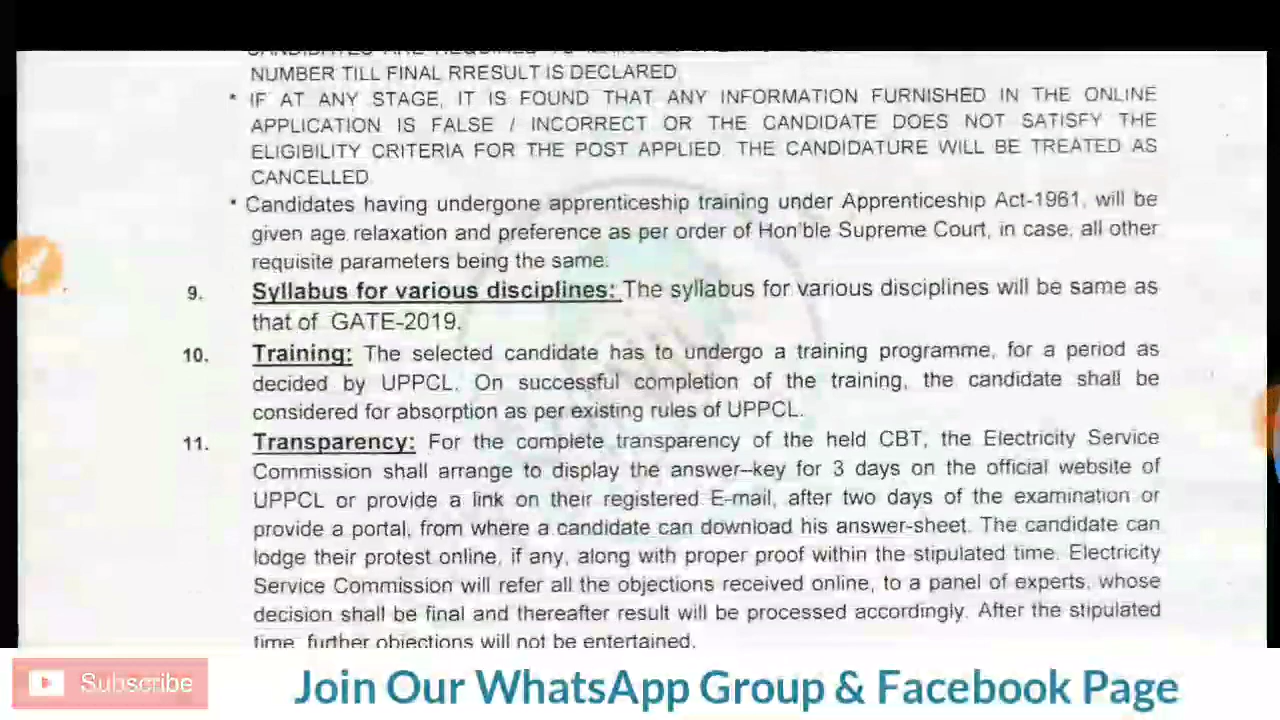 NUMBER TILL FINAL RRESULT IS DECLARED
* IF AT ANY STAGE, IT IS FOUND THAT ANY INFORMATION FURNISHED IN THE ONLINE
APPLICATION IS FALSE / INCORRECT OR THE CANDIDATE DOES NOT SATISFY THE
ELIGIBILITY CRITERIA FOR THE POST APPLIED THE CANDIDATURE WILL BE TREATED AS
CANCELLED
* Candidates having undergone apprenticeship training under Apprenticeship Act-1961, will be
given age relaxation and preference as per order of Hon'ble Supreme Court, in case, all other
requisite parameters being the same.
9. Syllabus for various disciplines: The syllabus for various disciplines will be same as
that of GATE-2019.
10. Training: The selected candidate has to undergo a training programme, for a period as
decided by UPPCL. On successful completion of the training, the candidate shall be
considered for absorption as per existing rules of UPPCL.
11. Transparency: For the complete transparency of the held CBT, the Electricity Service
Commission shall arrange to display the answer–key for 3 days on the official website of
UPPCL or provide a link on their registered E-mail, after two days of the examination or
provide a portal, from where a candidate can download his answer-sheet. The candidate can
lodge their protest online, if any, along with proper proof within the stipulated time. Electricity
Service Commission will refer all the objections received online, to a panel of experts, whose
decision shall be final and thereafter result will be processed accordingly. After the stipulated
time, further objections will not be entertained.
Subscribe
Join Our WhatsApp Group & Facebook Page